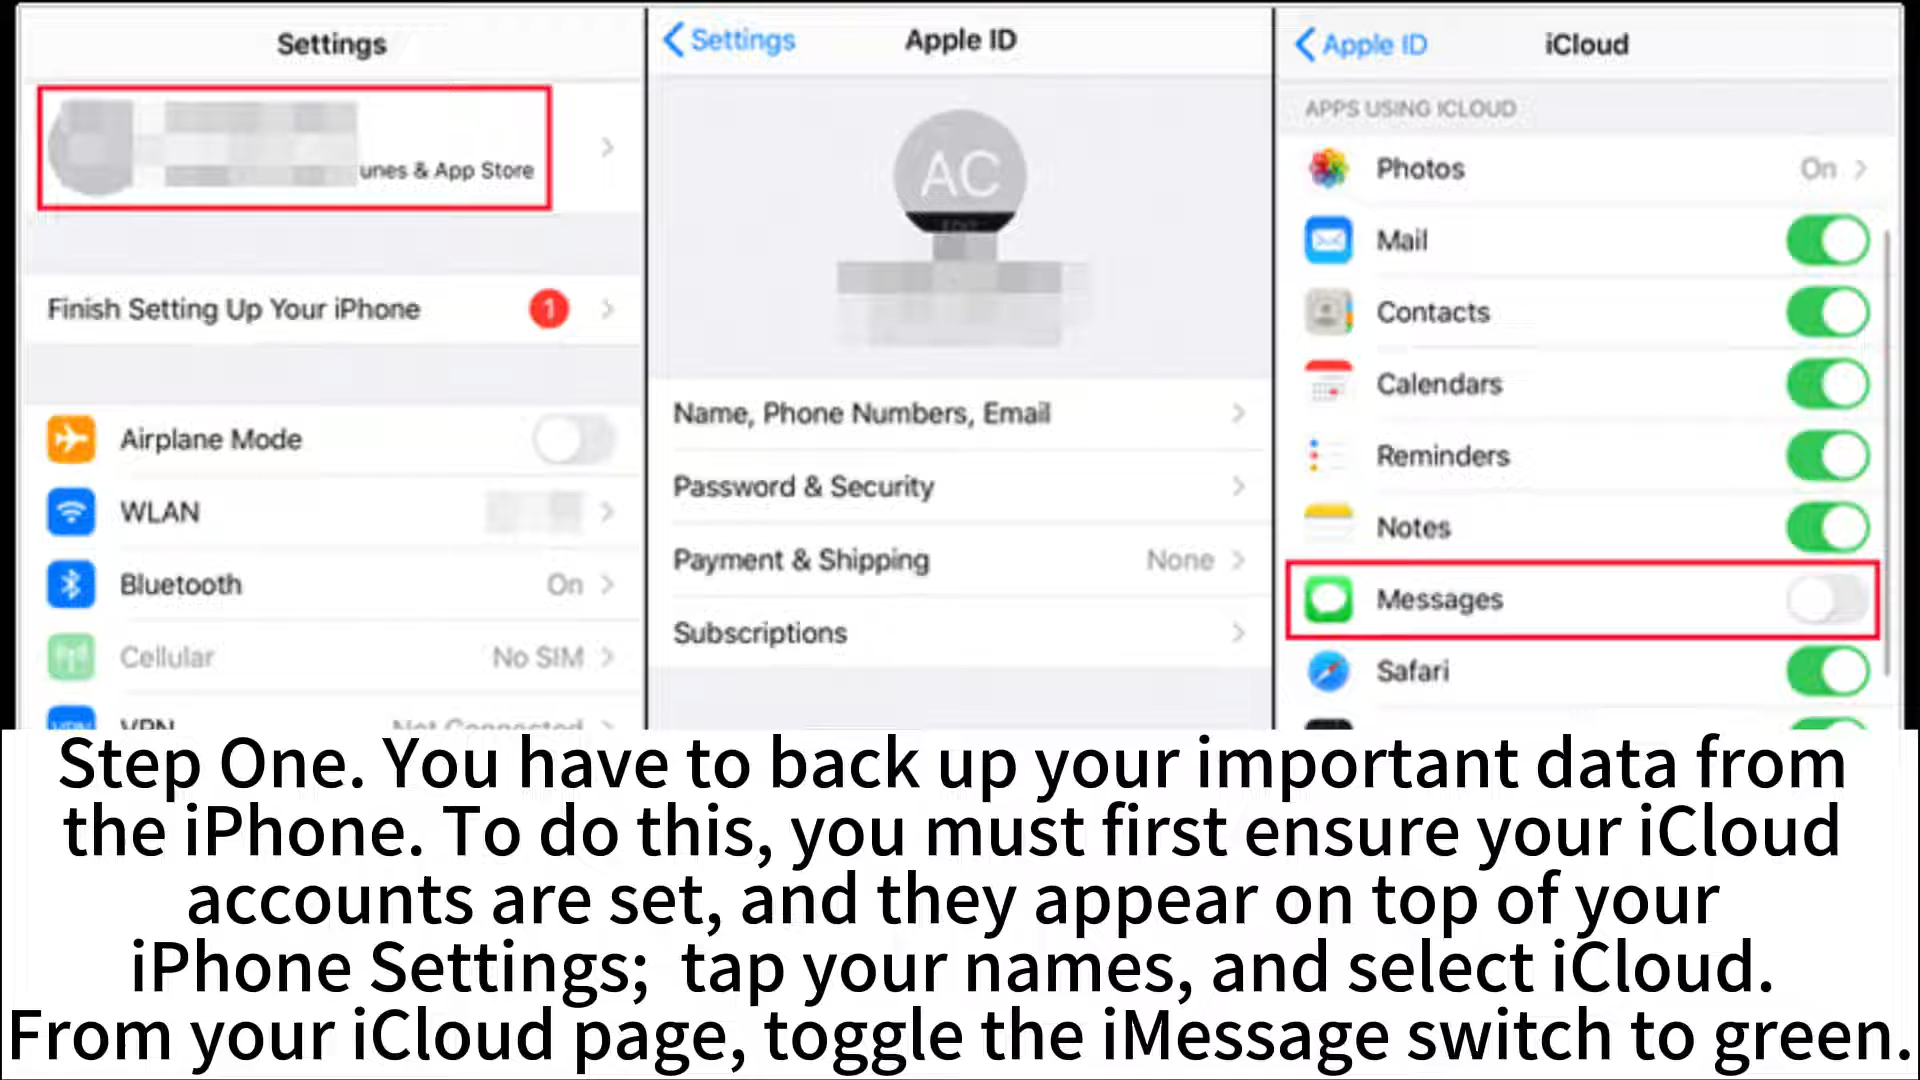 Settings
unes & App Store
Finish Setting Up Your iPhone 1
Airplane Mode
WLAN
Bluetooth On
Cellular No SIM
VPN Not Connected
Settings Apple ID
AC
EDIT
Name, Phone Numbers, Email
Password & Security
Payment & Shipping None
Subscriptions
Apple ID iCloud
APPS USING ICLOUD
Photos On
Mail
Contacts
Calendars
Reminders
Notes
Messages
Safari
Step One. You have to back up your important data from
the iPhone. To do this, you must first ensure your iCloud
accounts are set, and they appear on top of your
iPhone Settings;  tap your names, and select iCloud.
From your iCloud page, toggle the iMessage switch to green.